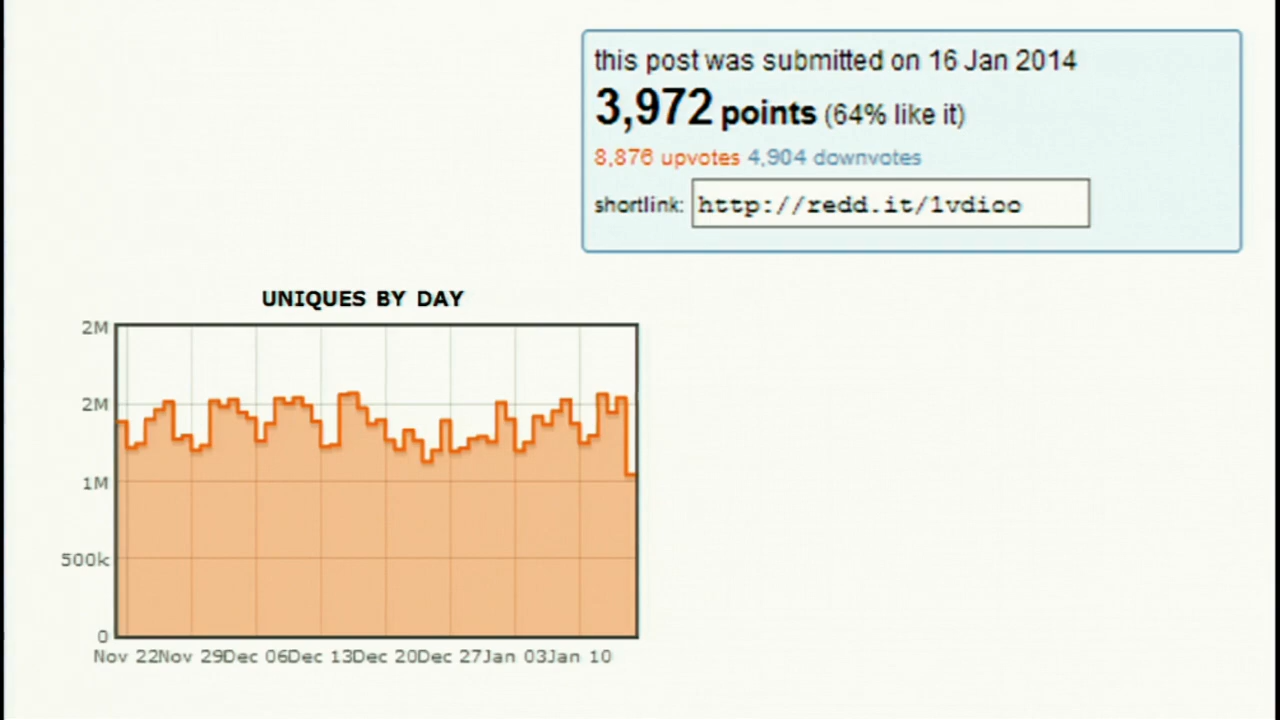 this post was submitted on 16 Jan 2014
3,972 points (64% like it)
8,876 upvotes 4,904 downvotes
shortlink: http://redd.it/1vdioo
UNIQUES BY DAY
2M
2M
1M
500k
0
Nov 22Nov 29Dec 06Dec 13Dec 20Dec 27Jan 03Jan 10